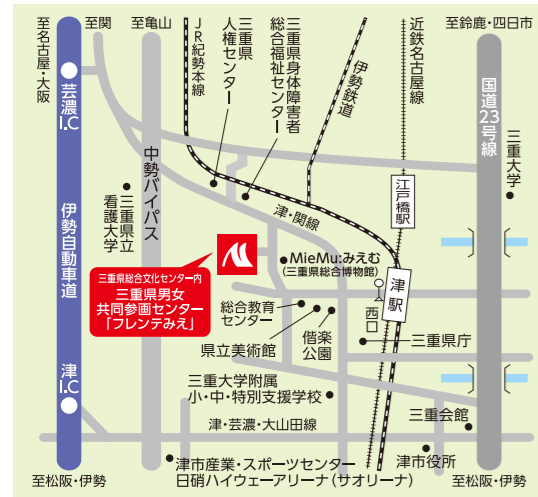 至名古屋・大阪
至関
至亀山
JR紀勢本線
三重県
人権センター
三重県身体障害者
総合福祉センター
伊勢鉄道
近鉄名古屋線
至鈴鹿・四日市
芸濃
I.C
国道23号線
三重大学
中勢バイパス
江戸橋駅
三重県立
看護大学
津・関線
伊勢自動車道
MieMu:みえむ
(三重県総合博物館)
三重県総合文化センター内
三重県男女
共同参画センター
「フレンテみえ」
津駅
西口
総合教育
センター
県立美術館
偕楽
公園
三重県庁
津
I.C
三重大学附属
小・中・特別支援学校
三重会館
津・芸濃・大山田線
津市役所
津市産業・スポーツセンター
日硝ハイウェーアリーナ(サオリーナ)
至松阪・伊勢
至松阪・伊勢